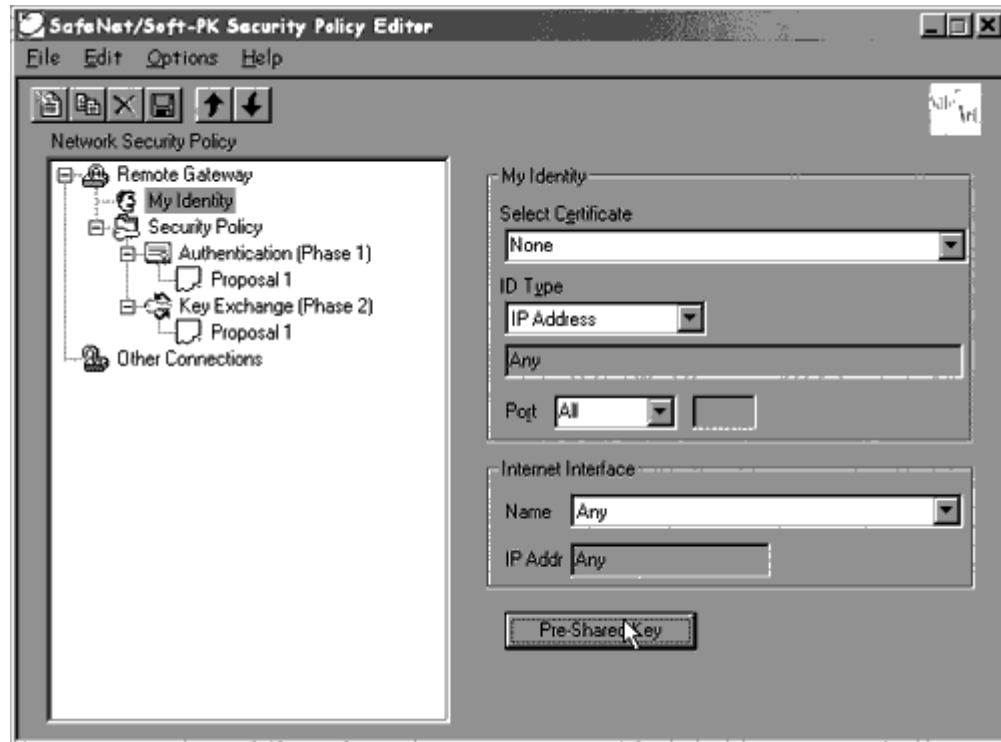 SafeNet/Soft-PK Security Policy Editor
File Edit Options Help
Network Security Policy
Remote Gateway
My Identity
Security Policy
Authentication (Phase 1)
Proposal 1
Key Exchange (Phase 2)
Proposal 1
Other Connections
My Identity
Select Certificate
None
ID Type
IP Address
Any
Port All
Internet Interface
Name Any
IP Addr Any
Pre-Shared Key